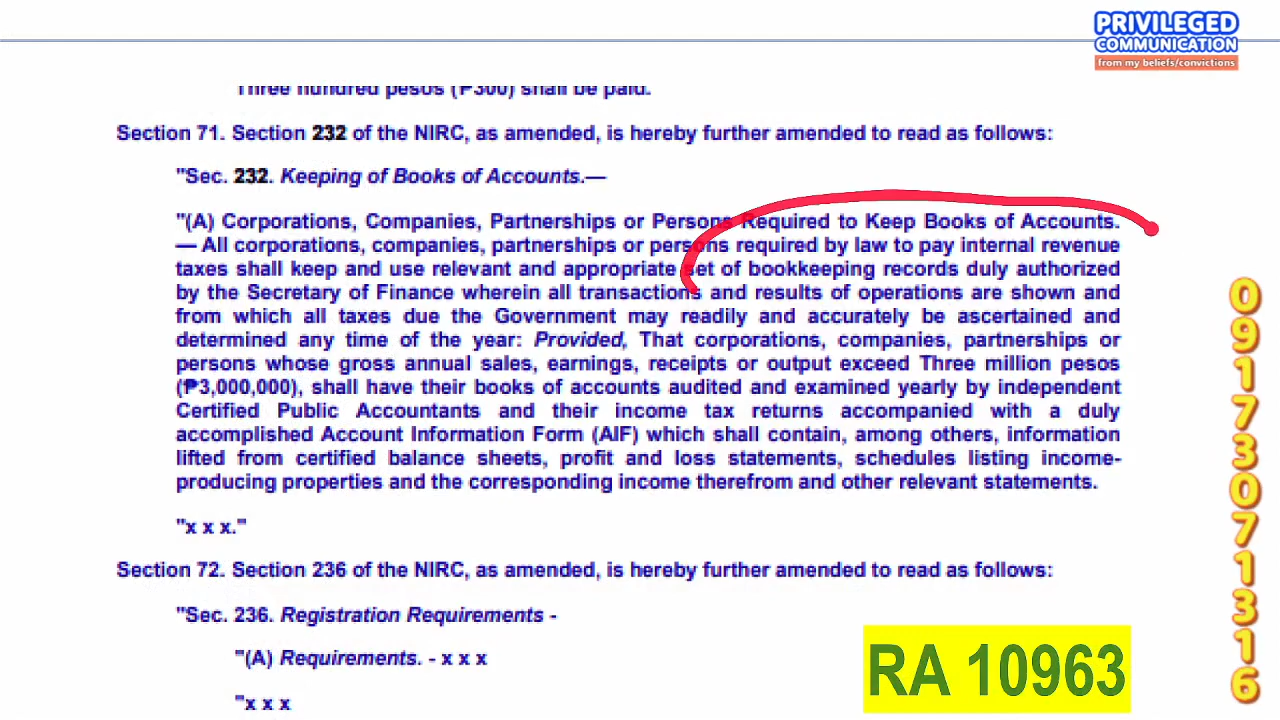 PRIVILEGED
COMMUNICATION
from my beliefs/convictions
Three hundred pesos (₱300) shall be paid.
Section 71. Section 232 of the NIRC, as amended, is hereby further amended to read as follows:
"Sec. 232. Keeping of Books of Accounts.—
"(A) Corporations, Companies, Partnerships or Persons Required to Keep Books of Accounts.
— All corporations, companies, partnerships or persons required by law to pay internal revenue
taxes shall keep and use relevant and appropriate set of bookkeeping records duly authorized
by the Secretary of Finance wherein all transactions and results of operations are shown and
from which all taxes due the Government may readily and accurately be ascertained and
determined any time of the year: Provided, That corporations, companies, partnerships or
persons whose gross annual sales, earnings, receipts or output exceed Three million pesos
(₱3,000,000), shall have their books of accounts audited and examined yearly by independent
Certified Public Accountants and their income tax returns accompanied with a duly
accomplished Account Information Form (AIF) which shall contain, among others, information
lifted from certified balance sheets, profit and loss statements, schedules listing income-
producing properties and the corresponding income therefrom and other relevant statements.
"x x x."
Section 72. Section 236 of the NIRC, as amended, is hereby further amended to read as follows:
"Sec. 236. Registration Requirements -
"(A) Requirements. - x x x
"x x x
RA 10963
09173071316